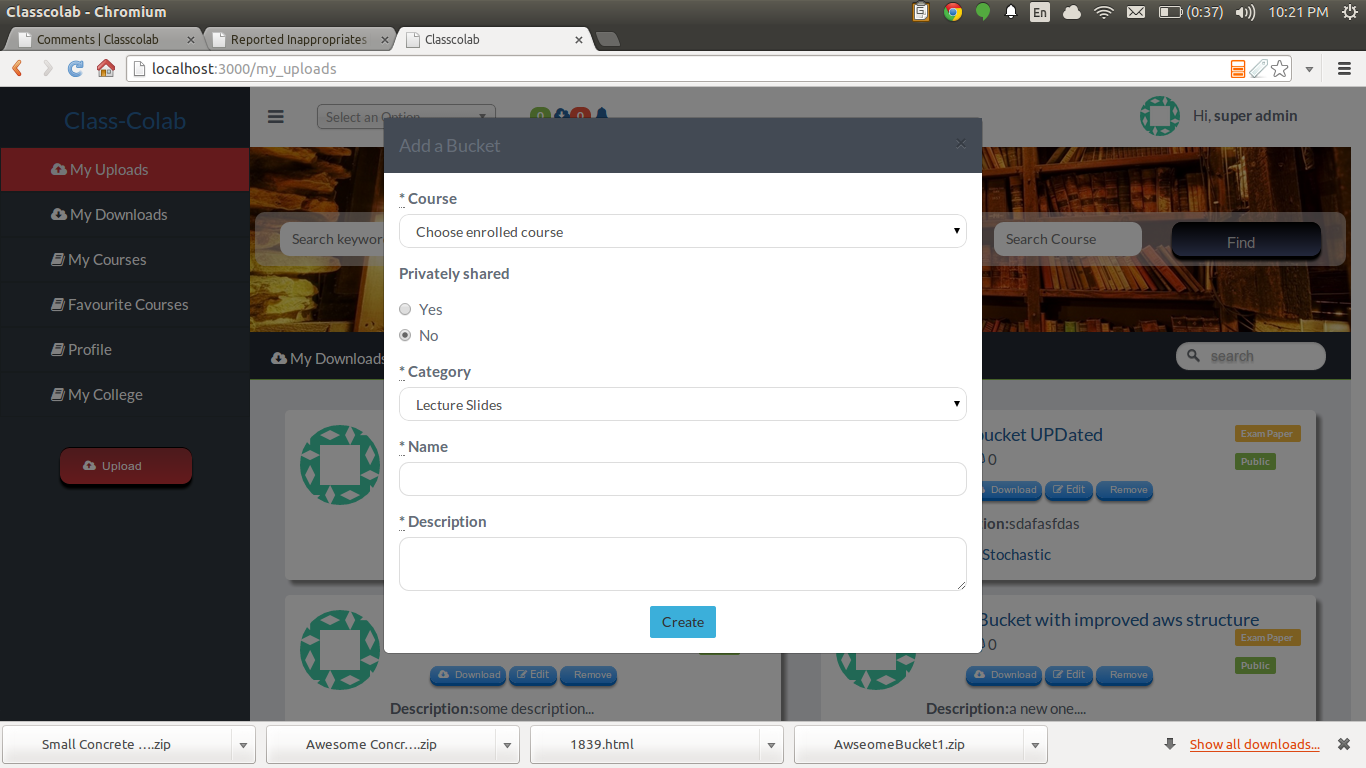 Classcolab - Chromium
En
(0:37)
10:21 PM
Comments | Classcolab
Reported Inappropriates
Classcolab
localhost:3000/my_uploads
Class-Colab
Select an Option
0
0
Hi, super admin
My Uploads
My Downloads
My Courses
Favourite Courses
Profile
My College
Upload
Search keywor
Search Course
Find
My Downloads
search
Add a Bucket
×
* Course
Choose enrolled course
Privately shared
Yes
No
* Category
Lecture Slides
* Name
* Description
Create
bucket UPDated
Exam Paper
0
Public
Download
Edit
Remove
ion:sdafasfdas
Stochastic
Bucket with improved aws structure
Exam Paper
0
Public
Download
Edit
Remove
Download
Edit
Remove
Description:some description...
Description:a new one....
Small Concrete ....zip
Awesome Concr....zip
1839.html
AwseomeBucket1.zip
Show all downloads...